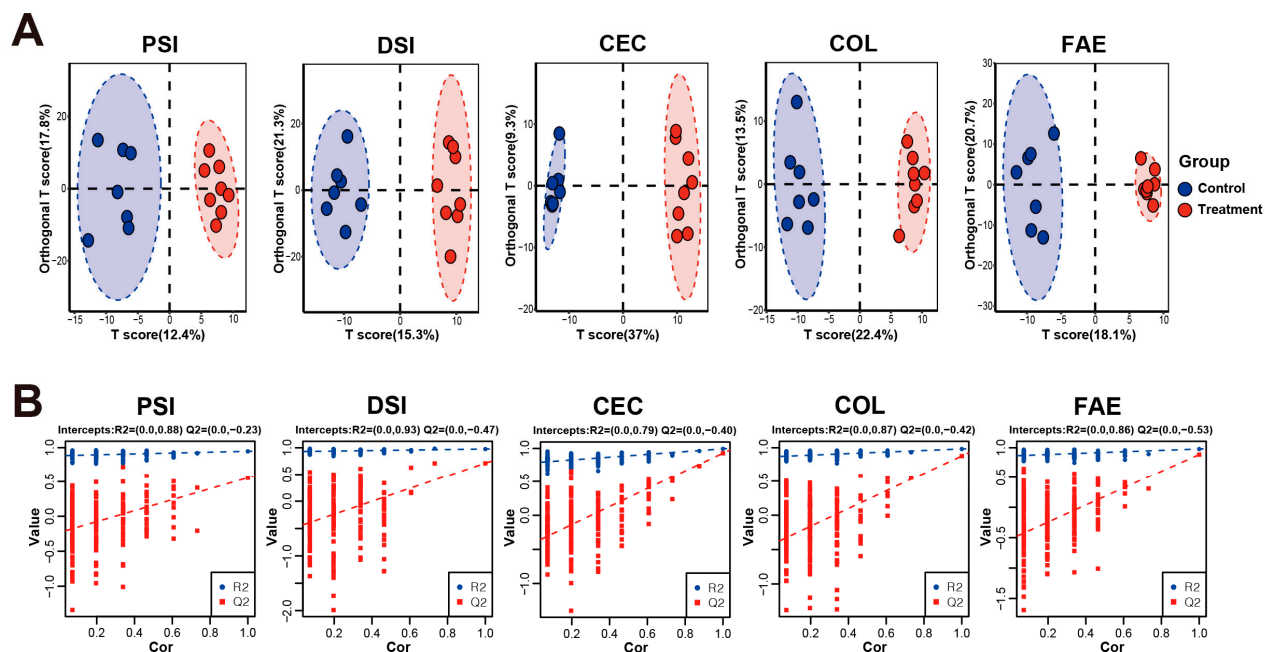 A
PSI DSI CEC COL FAE
Orthogonal T score(17.8%)
20
0
−20
−10 −5 0 5 10
T score(12.4%)
Orthogonal T score(21.3%)
20
0
−20
−10 0 10
T score(15.3%)
Orthogonal T score(9.3%)
20
10
0
−10
−20
−10 0 10
T score(37%)
Orthogonal T score(13.5%)
10
0
−10
−20
−15 −10 −5 0 5 10
T score(22.4%)
Orthogonal T score(20.7%)
30
20
10
0
−10
−20
−30
−10 −5 0 5 10
T score(18.1%)
Group
Control
Treatment
B
PSI DSI CEC COL FAE
Intercepts:R2=(0.0,0.88) Q2=(0.0,−0.23)
Value
1.0
0.5
0.0
−0.5
−1.0
R2
Q2
0.2 0.4 0.6 0.8 1.0
Cor
Intercepts:R2=(0.0,0.93) Q2=(0.0,−0.47)
Value
1.0
0.5
0.0
−1.0
−2.0
R2
Q2
0.2 0.4 0.6 0.8 1.0
Cor
Intercepts:R2=(0.0,0.79) Q2=(0.0,−0.40)
Value
1.0
0.5
0.0
−1.0
R2
Q2
0.2 0.4 0.6 0.8 1.0
Cor
Intercepts:R2=(0.0,0.87) Q2=(0.0,−0.42)
Value
1.0
0.5
0.0
−1.0
R2
Q2
0.2 0.4 0.6 0.8 1.0
Cor
Intercepts:R2=(0.0,0.86) Q2=(0.0,−0.53)
Value
1.0
0.5
−0.5
−1.5
R2
Q2
0.2 0.4 0.6 0.8 1.0
Cor